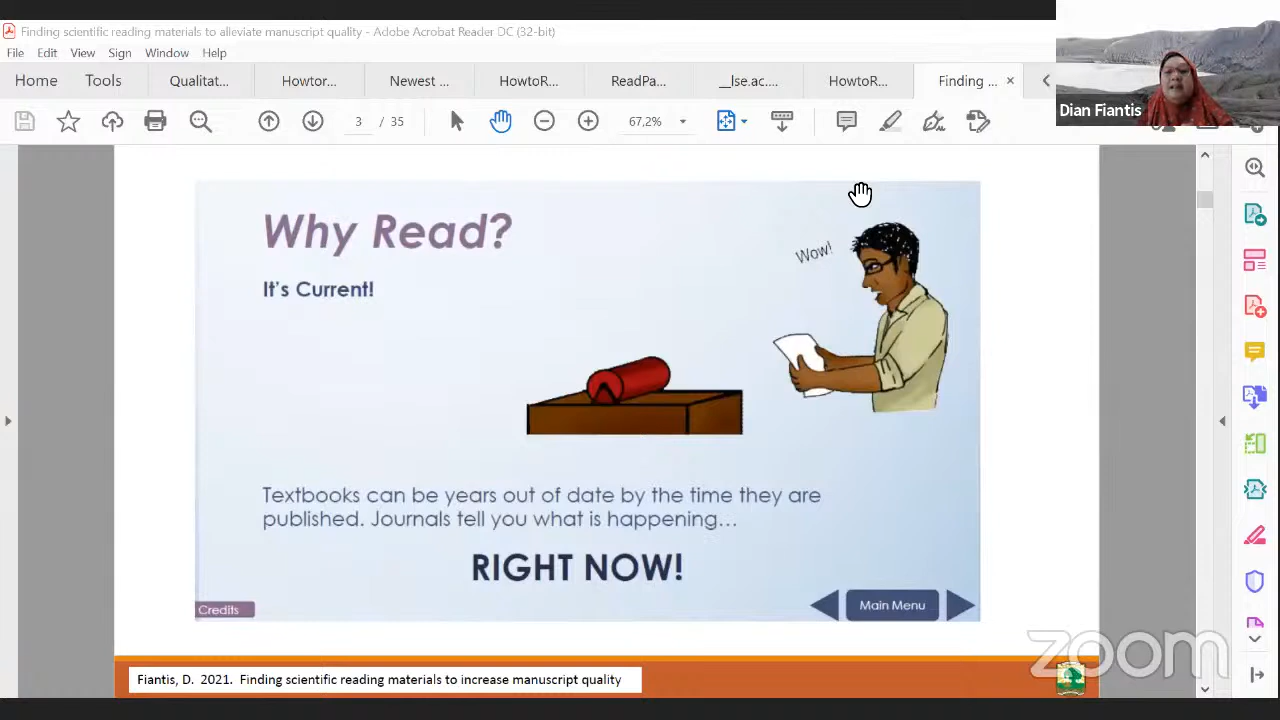 Finding scientific reading materials to alleviate manuscript quality - Adobe Acrobat Reader DC (32-bit)
File Edit View Sign Window Help
Home Tools Qualitat... Howtor... Newest ... HowtoR... ReadPa... __lse.ac.... HowtoR... Finding ... ×
3 / 35 67,2%
Dian Fiantis
Why Read?
Wow!
It's Current!
Textbooks can be years out of date by the time they are
published. Journals tell you what is happening...
RIGHT NOW!
Credits
Main Menu
zoom
Fiantis, D. 2021. Finding scientific reading materials to increase manuscript quality